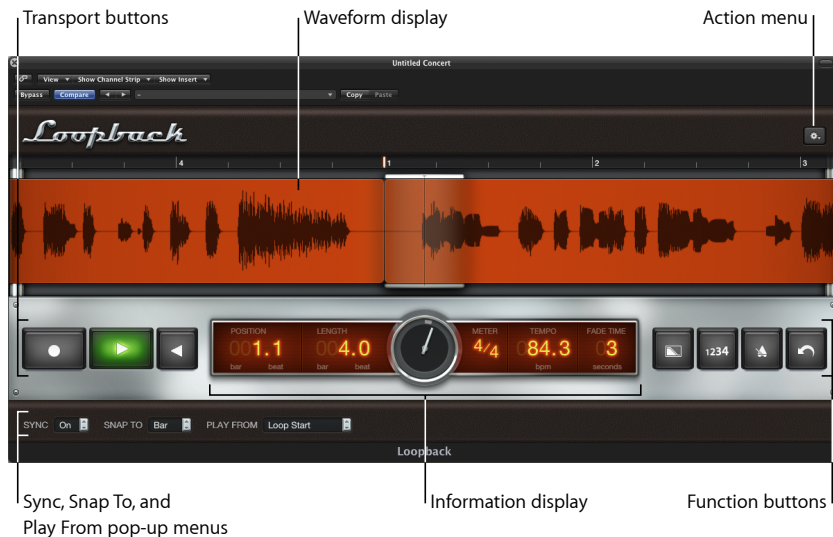 Transport buttons
Waveform display
Action menu
Untitled Concert
View Show Channel Strip Show Insert
Bypass Compare – Copy Paste
Loopback
4 1 2 3
POSITION LENGTH METER TEMPO FADE TIME
001.1 004.0 4/4 084.3 03
bar beat bar beat bpm seconds
1234
SYNC On SNAP TO Bar PLAY FROM Loop Start
Loopback
Sync, Snap To, and
Play From pop-up menus
Information display
Function buttons